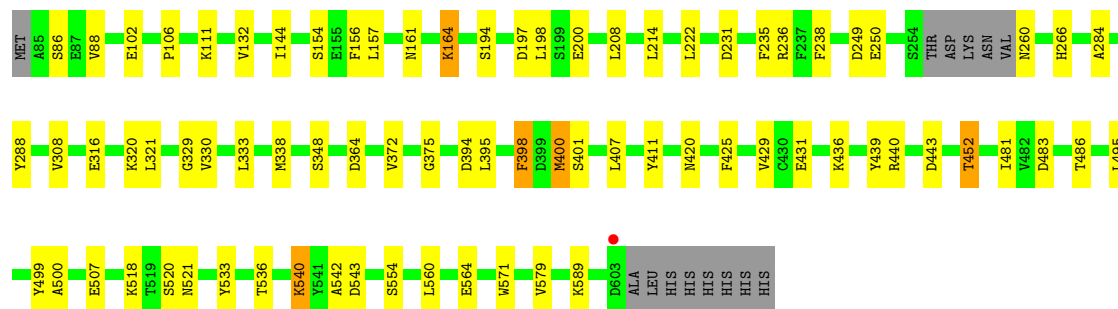 MET A85 S86 E87 V88 E102 P106 K111 V132 I144 S154 E155 F156 L157 N161 K164 S194 D197 L198 S199 E200 L208 L214 L222 D231 F235 R236 F237 F238 D249 E250 S254 THR ASP LYS ASN VAL N260 H266 A284
Y288 V308 E316 K320 L321 G329 V330 L333 M338 S348 D364 V372 G375 D394 L395 F398 D399 M400 S401 L407 Y411 N420 F425 V429 C430 E431 K436 Y439 R440 D443 T452 I481 V482 D483 T486 L495
Y499 A500 E507 K518 T519 S520 N521 Y533 T536 K540 Y541 A542 D543 S554 L560 E564 W571 V579 K589 D603 ALA LEU HIS HIS HIS HIS HIS HIS